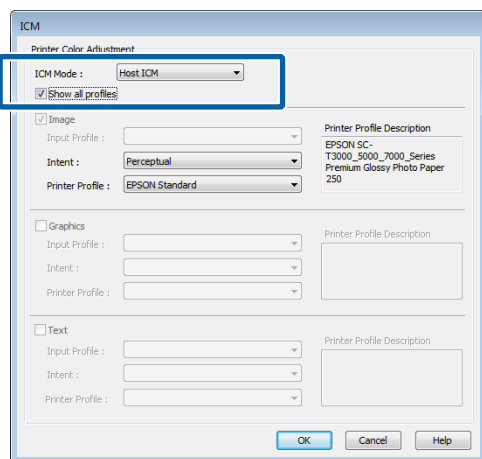 ICM
Printer Color Adjustment
ICM Mode :
Host ICM
Show all profiles
Image
Input Profile :
Printer Profile Description
Intent :
Perceptual
EPSON SC-
T3000_5000_7000_Series
Premium Glossy Photo Paper
250
Printer Profile :
EPSON Standard
Graphics
Input Profile :
Printer Profile Description
Intent :
Printer Profile :
Text
Input Profile :
Printer Profile Description
Intent :
Printer Profile :
OK
Cancel
Help